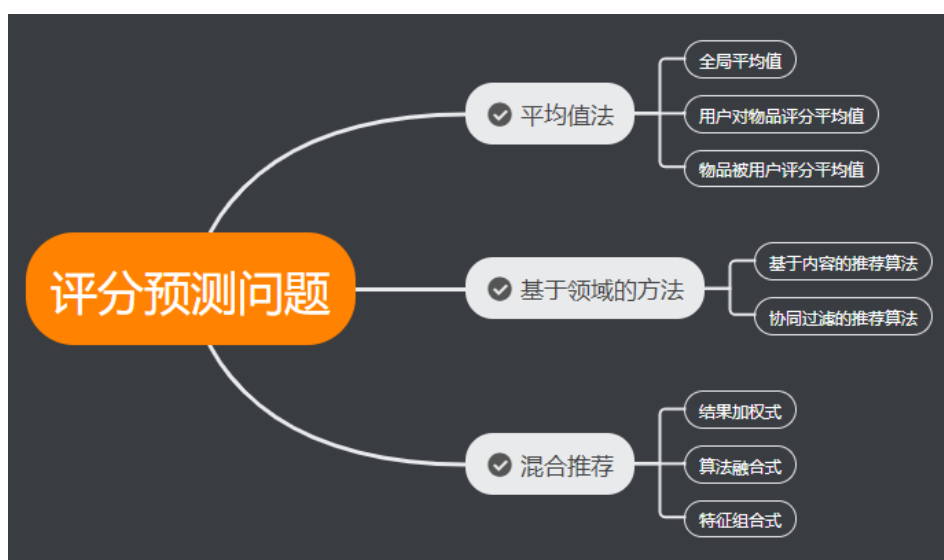 评分预测问题
平均值法
全局平均值
用户对物品评分平均值
物品被用户评分平均值
基于领域的方法
基于内容的推荐算法
协同过滤的推荐算法
混合推荐
结果加权式
算法融合式
特征组合式